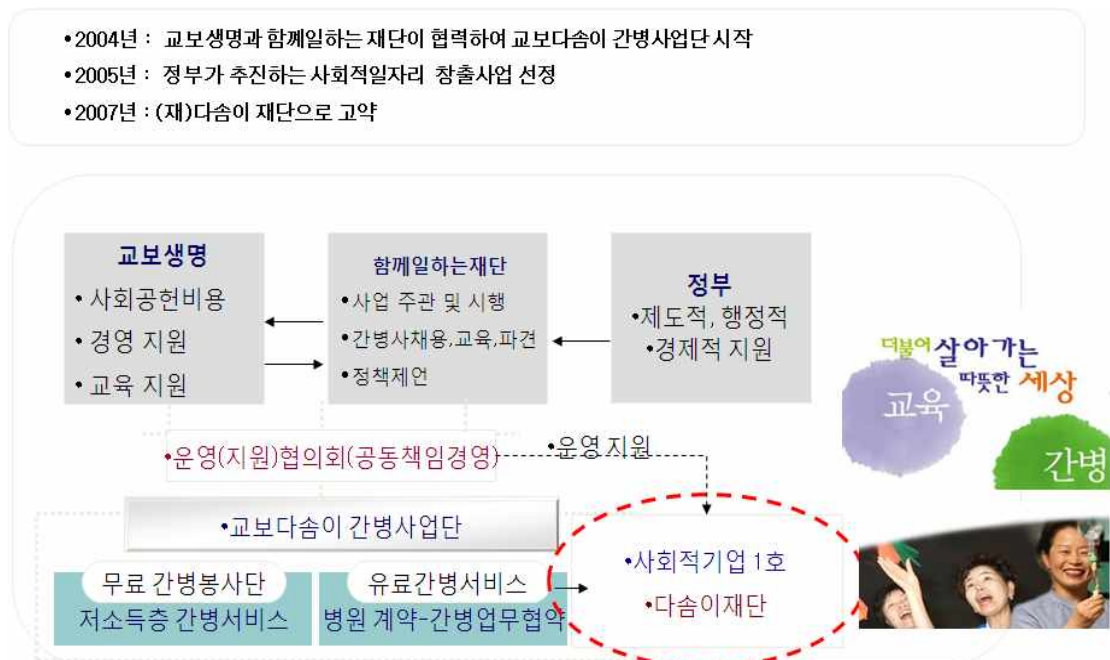 •2004년 : 교보생명과 함꼐일하는 재단이 협력하여 교보다솜이 간병사업단 시작
•2005년 : 정부가 추진하는 사회적일자리 창출사업 선정
•2007년 : (재)다솜이 재단으로 고약
교보생명
• 사회공헌비용
• 경영 지원
• 교육 지원
함께일하는재단
•사업 주관 및 시행
•간병사채용,교육,파견
•정책제언
정부
•제도적, 행정적
•경제적 지원
더불어 살아가는
따뜻한 세상
교육
간병
•운영(지원)협의회(공동책임경영)
•운영 지원
•교보다솜이 간병사업단
무료 간병봉사단
저소득층 간병서비스
유료간병서비스
병원 계약-간병업무협약
•사회적기업 1호
•다솜이재단